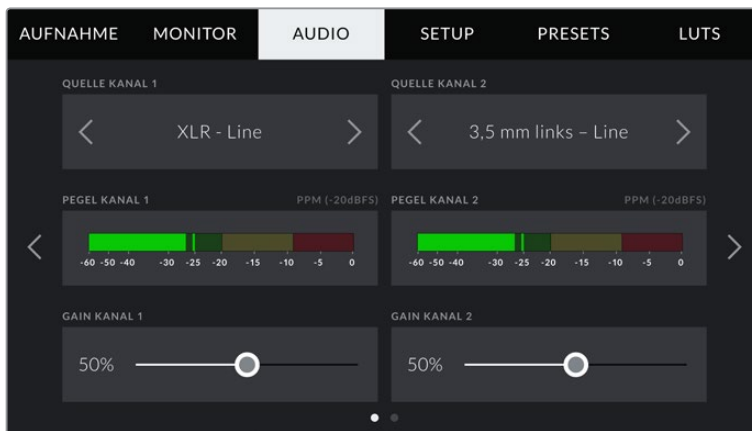 AUFNAHME MONITOR AUDIO SETUP PRESETS LUTS
QUELLE KANAL 1 QUELLE KANAL 2
XLR - Line 3,5 mm links – Line
PEGEL KANAL 1 PPM (-20dBFS) PEGEL KANAL 2 PPM (-20dBFS)
-60 -50 -40 -30 -25 -20 -15 -10 -5 0 -60 -50 -40 -30 -25 -20 -15 -10 -5 0
GAIN KANAL 1 GAIN KANAL 2
50% 50%